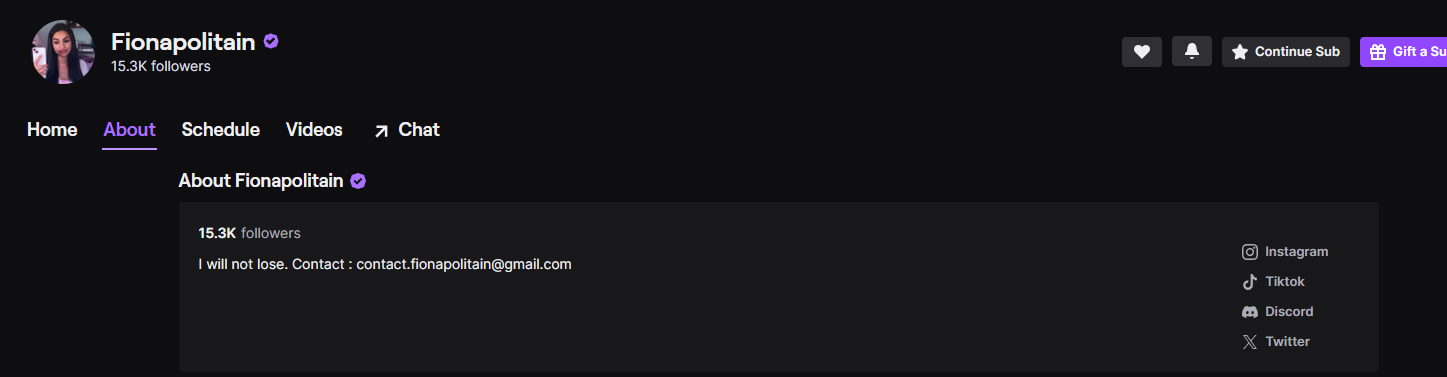 Fionapolitain
15.3K followers
Continue Sub
Gift a Su
Home
About
Schedule
Videos
Chat
About Fionapolitain
15.3K followers
I will not lose. Contact : contact.fionapolitain@gmail.com
Instagram
Tiktok
Discord
Twitter